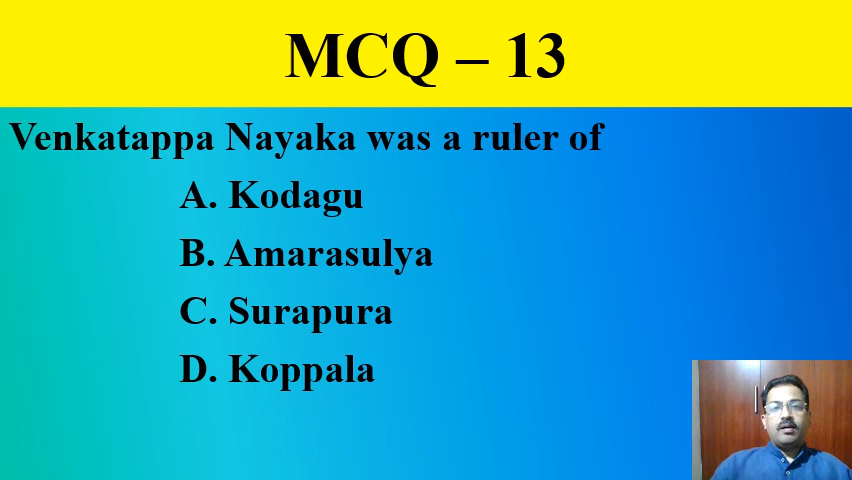 MCQ – 13
Venkatappa Nayaka was a ruler of
A. Kodagu
B. Amarasulya
C. Surapura
D. Koppala